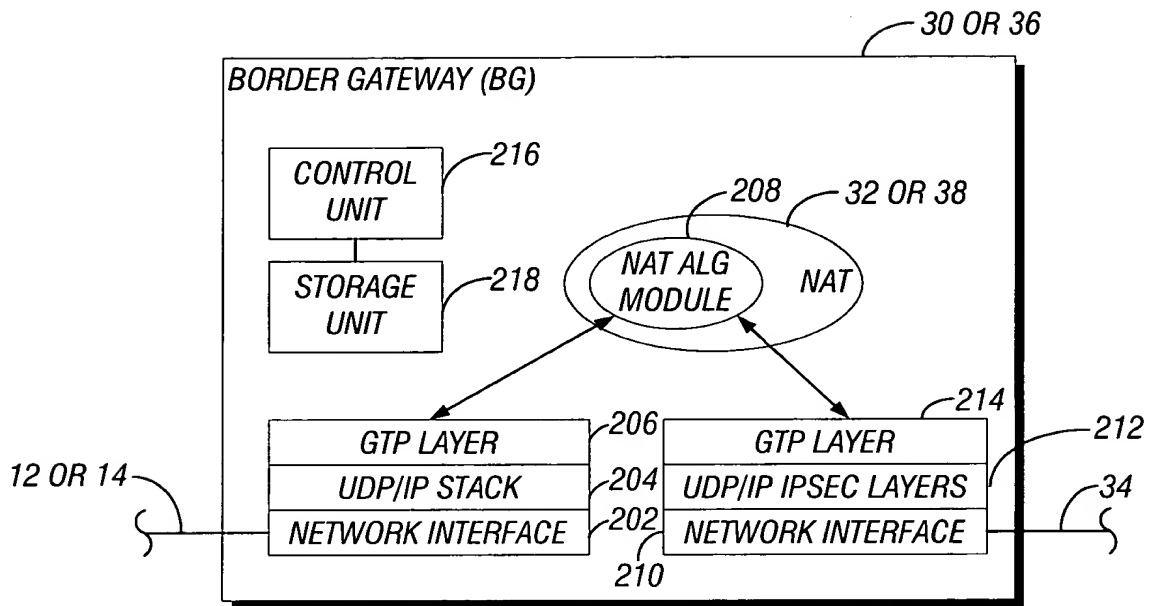 30 OR 36
BORDER GATEWAY (BG)
CONTROL
UNIT
216
STORAGE
UNIT
218
208
32 OR 38
NAT ALG
MODULE
NAT
214
GTP LAYER
206
UDP/IP STACK
204
NETWORK INTERFACE
202
GTP LAYER
212
UDP/IP IPSEC LAYERS
NETWORK INTERFACE
210
12 OR 14
34